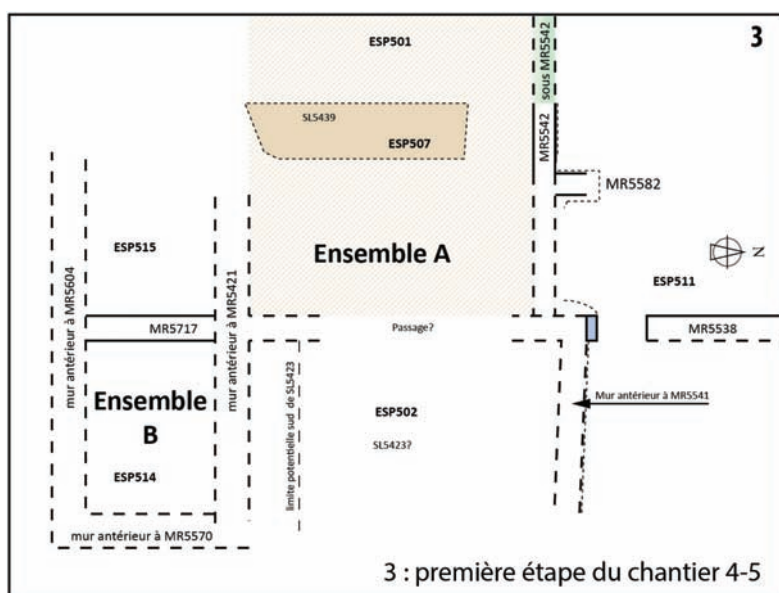 3
ESP501
sous MR5542
SL5439
ESP507
MR5542
MR5582
ESP515
Ensemble A
N
ESP511
mur antérieur à MR5604
mur antérieur à MR5421
MR5717
Passage?
MR5538
Ensemble
B
limite potentielle sud de SL5423
ESP502
Mur antérieur à MR5541
SL5423?
ESP514
mur antérieur à MR5570
3 : première étape du chantier 4-5